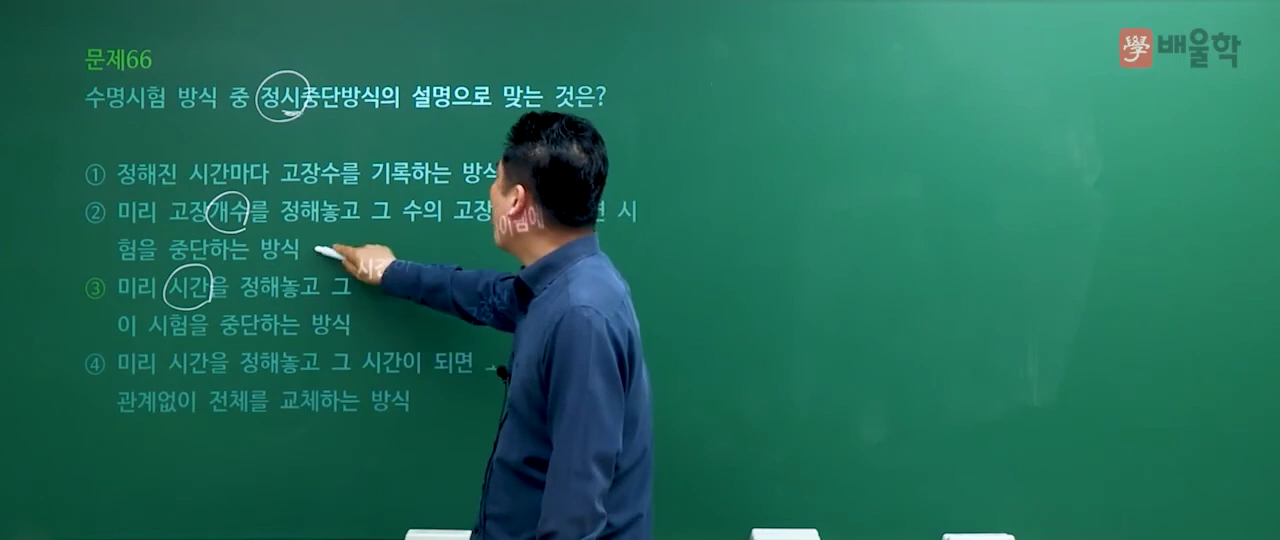 學 배울학
문제66
수명시험 방식 중 정시중단방식의 설명으로 맞는 것은?
① 정해진 시간마다 고장수를 기록하는 방식
② 미리 고장개수를 정해놓고 그 수의 고장 면 시
험을 중단하는 방식
③ 미리 시간을 정해놓고 그
이 시험을 중단하는 방식
④ 미리 시간을 정해놓고 그 시간이 되면
관계없이 전체를 교체하는 방식